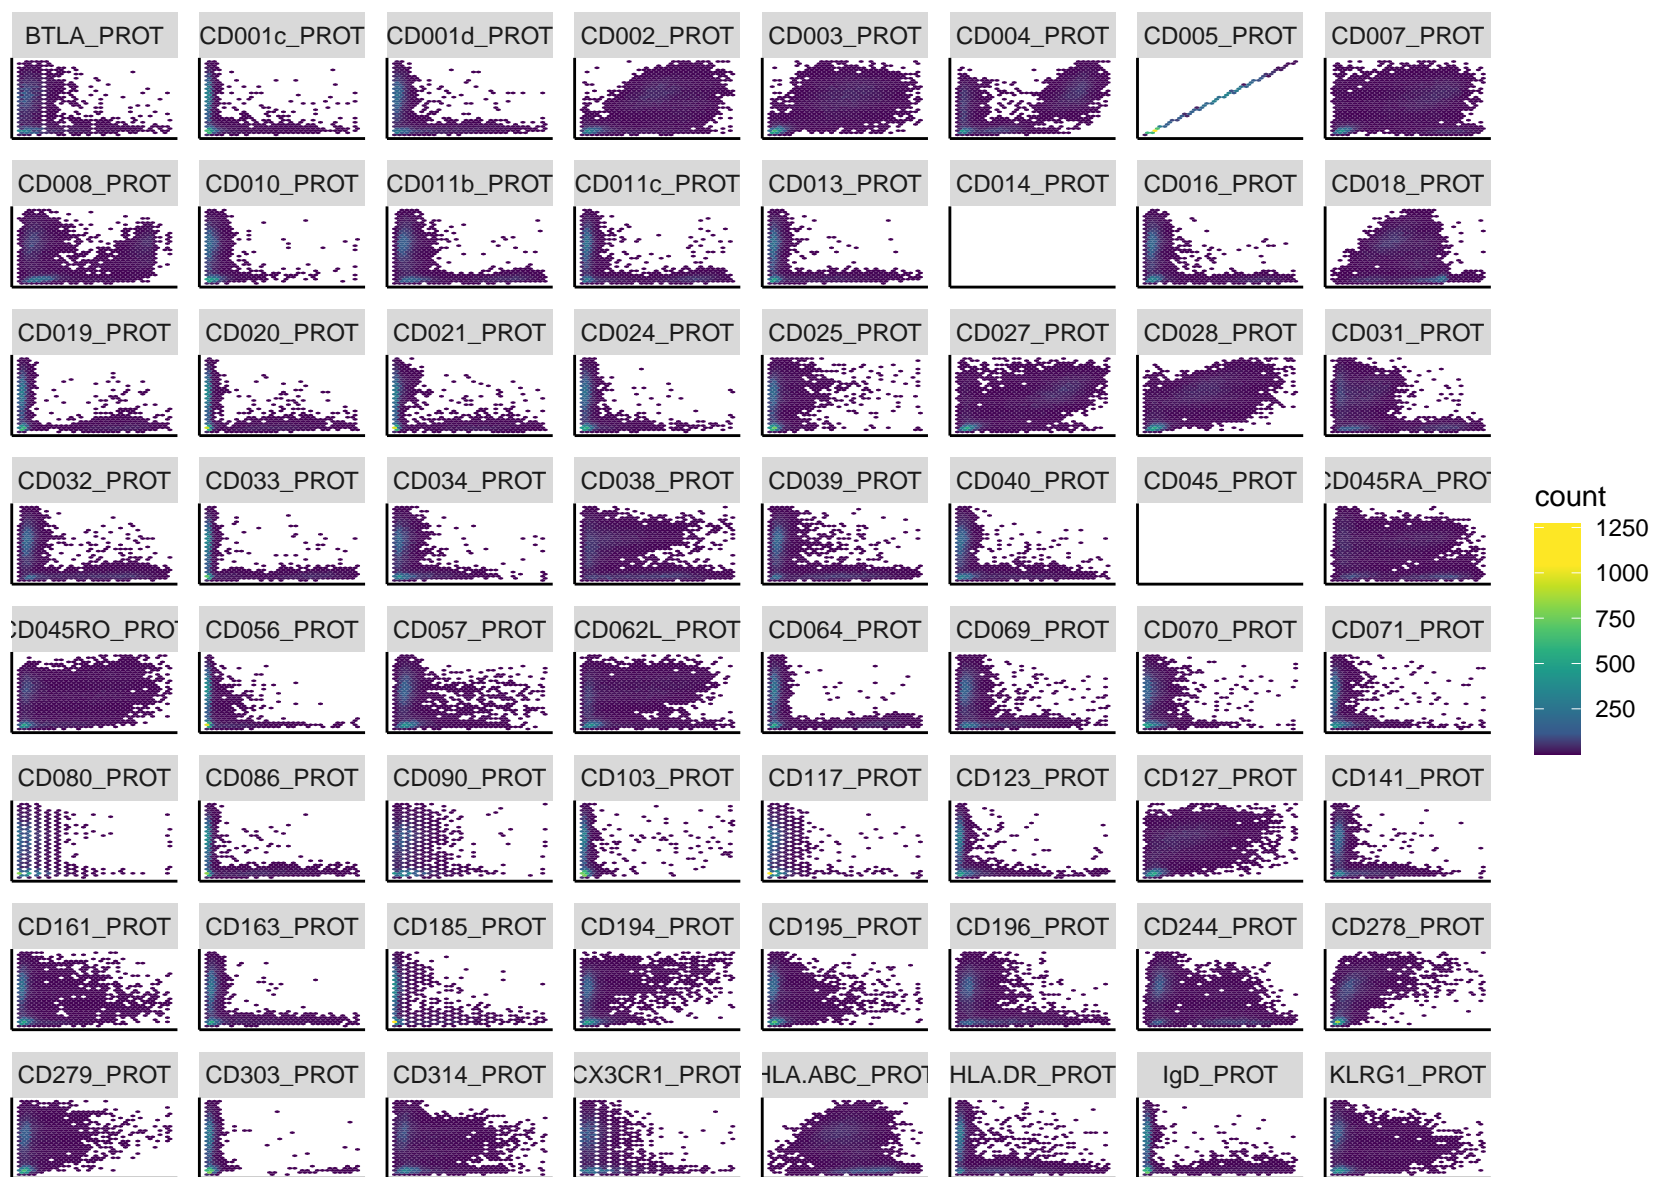 BTLA_PROT CD001c_PROT CD001d_PROT CD002_PROT CD003_PROT CD004_PROT CD005_PROT CD007_PROT
CD008_PROT CD010_PROT CD011b_PROT CD011c_PROT CD013_PROT CD014_PROT CD016_PROT CD018_PROT
CD019_PROT CD020_PROT CD021_PROT CD024_PROT CD025_PROT CD027_PROT CD028_PROT CD031_PROT
CD032_PROT CD033_PROT CD034_PROT CD038_PROT CD039_PROT CD040_PROT CD045_PROT CD045RA_PROT
CD045RO_PROT CD056_PROT CD057_PROT CD062L_PROT CD064_PROT CD069_PROT CD070_PROT CD071_PROT
CD080_PROT CD086_PROT CD090_PROT CD103_PROT CD117_PROT CD123_PROT CD127_PROT CD141_PROT
CD161_PROT CD163_PROT CD185_PROT CD194_PROT CD195_PROT CD196_PROT CD244_PROT CD278_PROT
CD279_PROT CD303_PROT CD314_PROT CX3CR1_PROT HLA.ABC_PROT HLA.DR_PROT IgD_PROT KLRG1_PROT
count
1250
1000
750
500
250